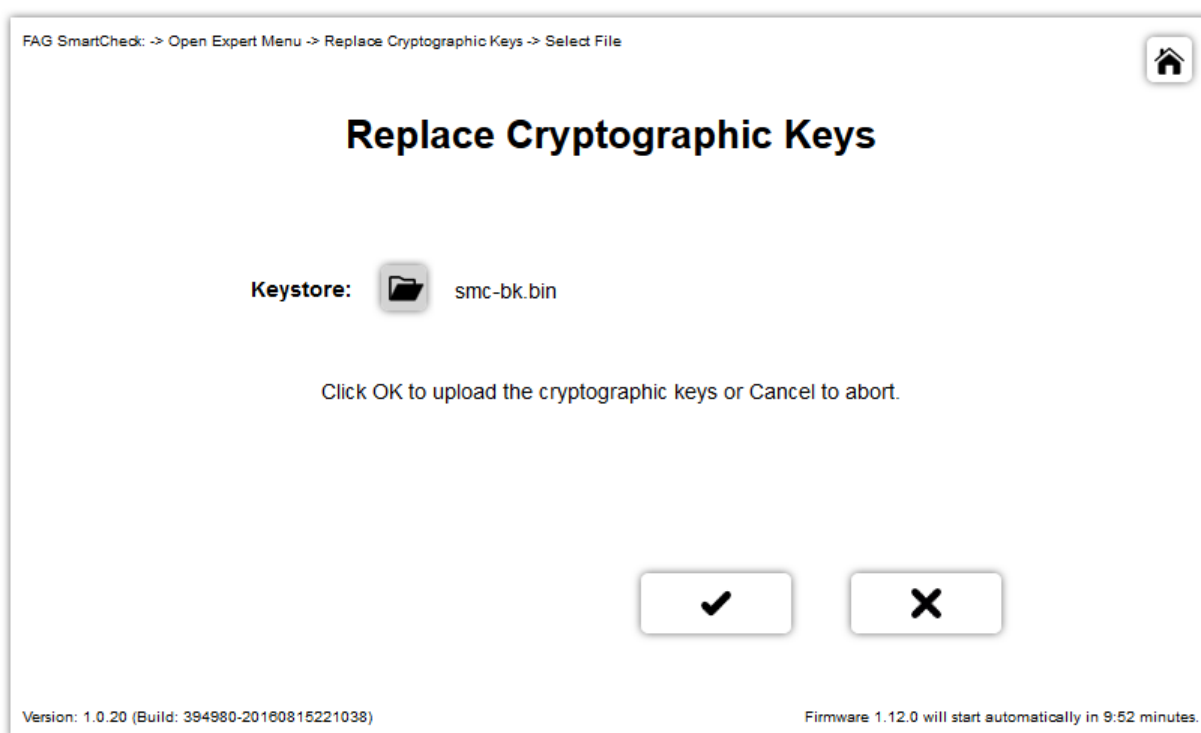 FAG SmartCheck: -> Open Expert Menu -> Replace Cryptographic Keys -> Select File
Replace Cryptographic Keys
Keystore: smc-bk.bin
Click OK to upload the cryptographic keys or Cancel to abort.
Version: 1.0.20 (Build: 394980-20160815221038) Firmware 1.12.0 will start automatically in 9:52 minutes.